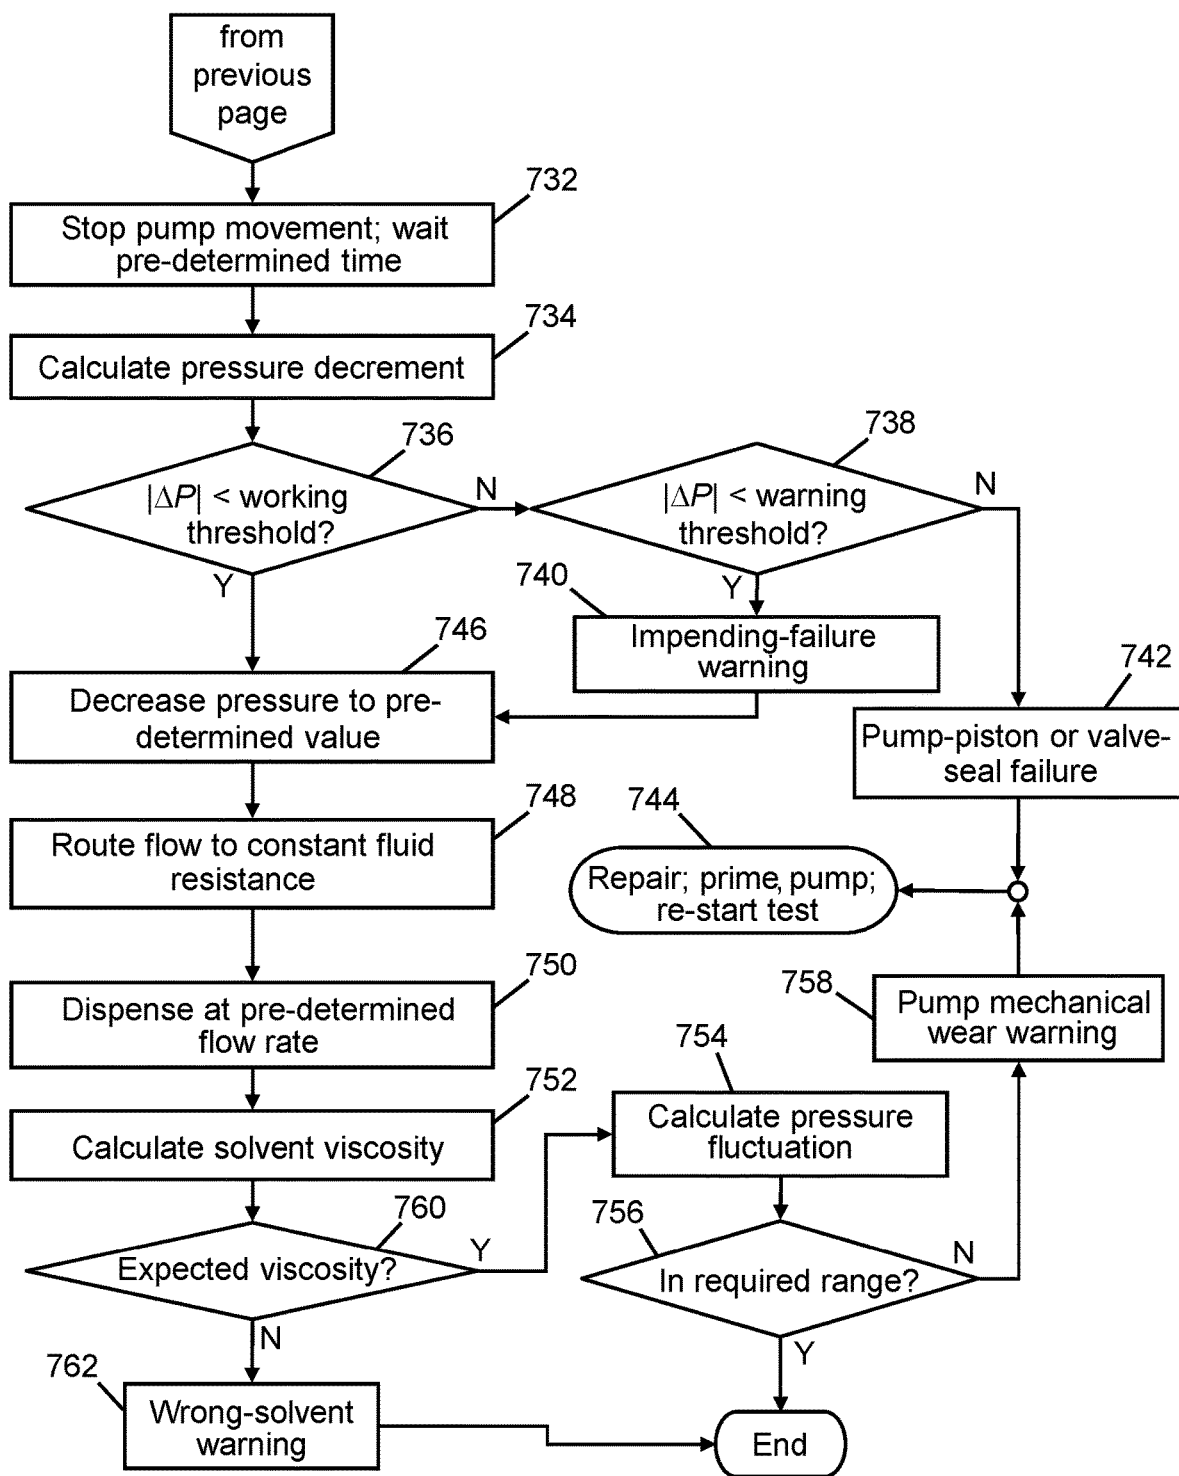 from
previous
page
732
Stop pump movement; wait
pre-determined time
734
Calculate pressure decrement
736
|ΔP| < working
threshold?
N
Y
738
|ΔP| < warning
threshold?
N
Y
740
Impending-failure
warning
746
Decrease pressure to pre-
determined value
742
Pump-piston or valve-
seal failure
748
Route flow to constant fluid
resistance
744
Repair; prime, pump;
re-start test
750
Dispense at pre-determined
flow rate
758
Pump mechanical
wear warning
752
Calculate solvent viscosity
754
Calculate pressure
fluctuation
760
Expected viscosity?
Y
N
756
In required range?
N
Y
762
Wrong-solvent
warning
End